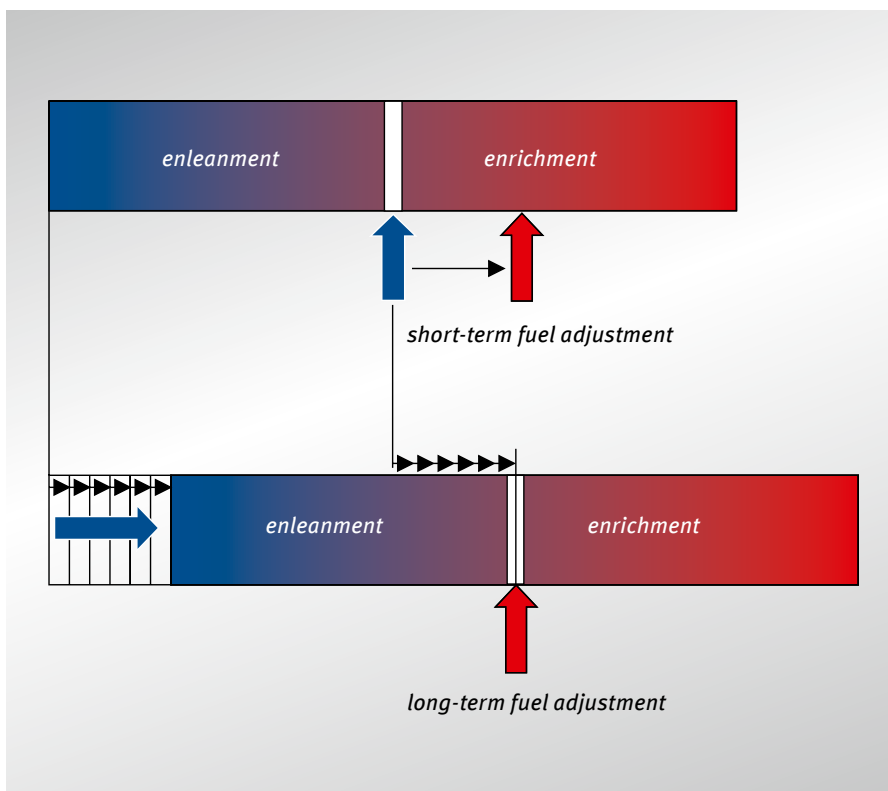 enleanment
enrichment
short-term fuel adjustment
enleanment
enrichment
long-term fuel adjustment